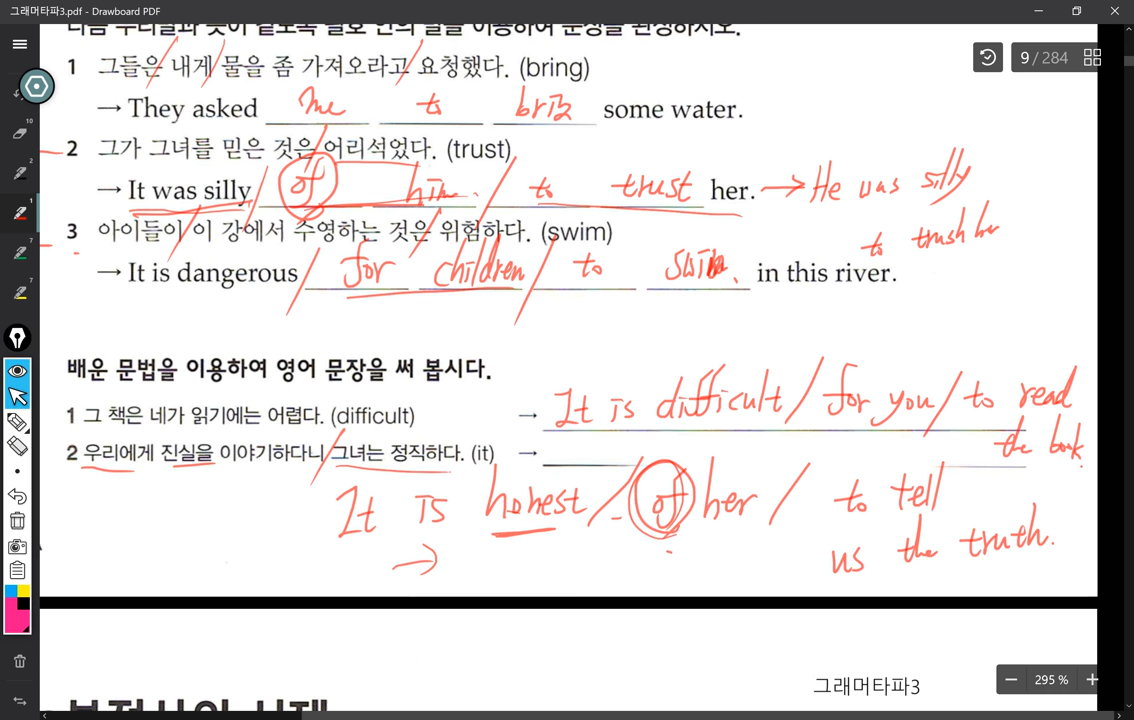 그래머타파3.pdf - Drawboard PDF
9 / 284
다음 우리말과 뜻이 같도록 괄호 안의 말을 이용하여 문장을 완성하시오.
1 그들은 내게 물을 좀 가져오라고 요청했다. (bring)
→ They asked me to bring some water.
2 그가 그녀를 믿은 것은 어리석었다. (trust)
→ It was silly of him to trust her. → He was silly
to trush her
3 아이들이 이 강에서 수영하는 것은 위험하다. (swim)
→ It is dangerous for children to swim in this river.
배운 문법을 이용하여 영어 문장을 써 봅시다.
1 그 책은 네가 읽기에는 어렵다. (difficult) → It is difficult / for you / to read
the book.
2 우리에게 진실을 이야기하다니 그녀는 정직하다. (it) →
It is honest / of her / to tell
us the truth.
그래머타파3
295 %
10
2
1
7
7